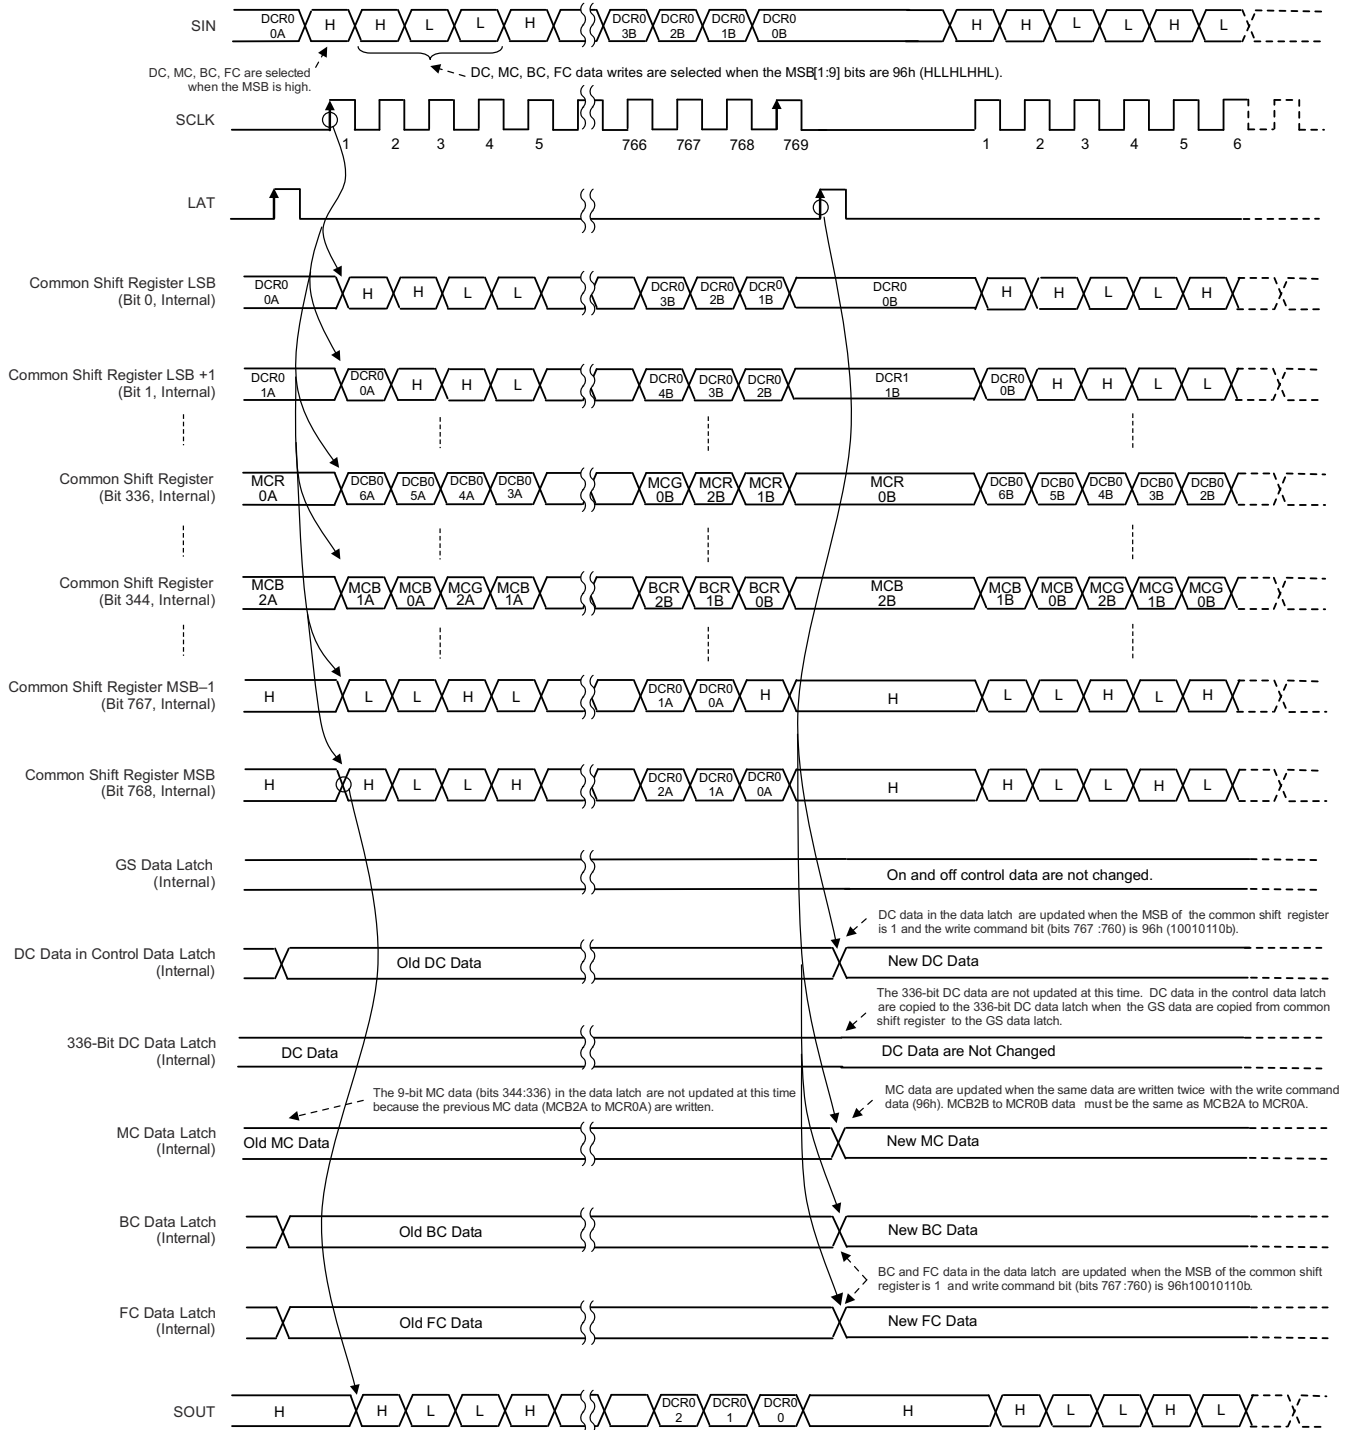 SIN
DCR0 0A H H L L H DCR0 3B DCR0 2B DCR0 1B DCR0 0B H H L L H L
DC, MC, BC, FC are selected
when the MSB is high.
DC, MC, BC, FC data writes are selected when the MSB[1:9] bits are 96h (HLLHLHHL).
SCLK
1 2 3 4 5 766 767 768 769 1 2 3 4 5 6
LAT
Common Shift Register LSB
(Bit 0, Internal)
DCR0 0A H H L L DCR0 3B DCR0 2B DCR0 1B DCR0 0B H H L L H
Common Shift Register LSB +1
(Bit 1, Internal)
DCR0 1A DCR0 0A H H L DCR0 4B DCR0 3B DCR0 2B DCR1 1B DCR0 0B H H L L
Common Shift Register
(Bit 336, Internal)
MCR 0A DCB0 6A DCB0 5A DCB0 4A DCB0 3A MCG 0B MCR 2B MCR 1B MCR 0B DCB0 6B DCB0 5B DCB0 4B DCB0 3B DCB0 2B
Common Shift Register
(Bit 344, Internal)
MCB 2A MCB 1A MCB 0A MCG 2A MCB 1A BCR 2B BCR 1B BCR 0B MCB 2B MCB 1B MCB 0B MCG 2B MCG 1B MCG 0B
Common Shift Register MSB–1
(Bit 767, Internal)
H L L H L DCR0 1A DCR0 0A H H L L H L H
Common Shift Register MSB
(Bit 768, Internal)
H H L L H DCR0 2A DCR0 1A DCR0 0A H H L L H L
GS Data Latch
(Internal)
On and off control data are not changed.
DC data in the data latch are updated when the MSB of the common shift register
is 1 and the write command bit (bits 767 :760) is 96h (10010110b).
DC Data in Control Data Latch
(Internal)
Old DC Data New DC Data
The 336-bit DC data are not updated at this time. DC data in the control data latch
are copied to the 336-bit DC data latch when the GS data are copied from common
shift register to the GS data latch.
336-Bit DC Data Latch
(Internal)
DC Data DC Data are Not Changed
The 9-bit MC data (bits 344:336) in the data latch are not updated at this time
because the previous MC data (MCB2A to MCR0A) are written.
MC data are updated when the same data are written twice with the write command
data (96h). MCB2B to MCR0B data must be the same as MCB2A to MCR0A.
MC Data Latch
(Internal)
Old MC Data New MC Data
BC Data Latch
(Internal)
Old BC Data New BC Data
BC and FC data in the data latch are updated when the MSB of the common shift
register is 1 and write command bit (bits 767:760) is 96h10010110b.
FC Data Latch
(Internal)
Old FC Data New FC Data
SOUT
H H L L H DCR0 2 DCR0 1 DCR0 0 H H L L H L